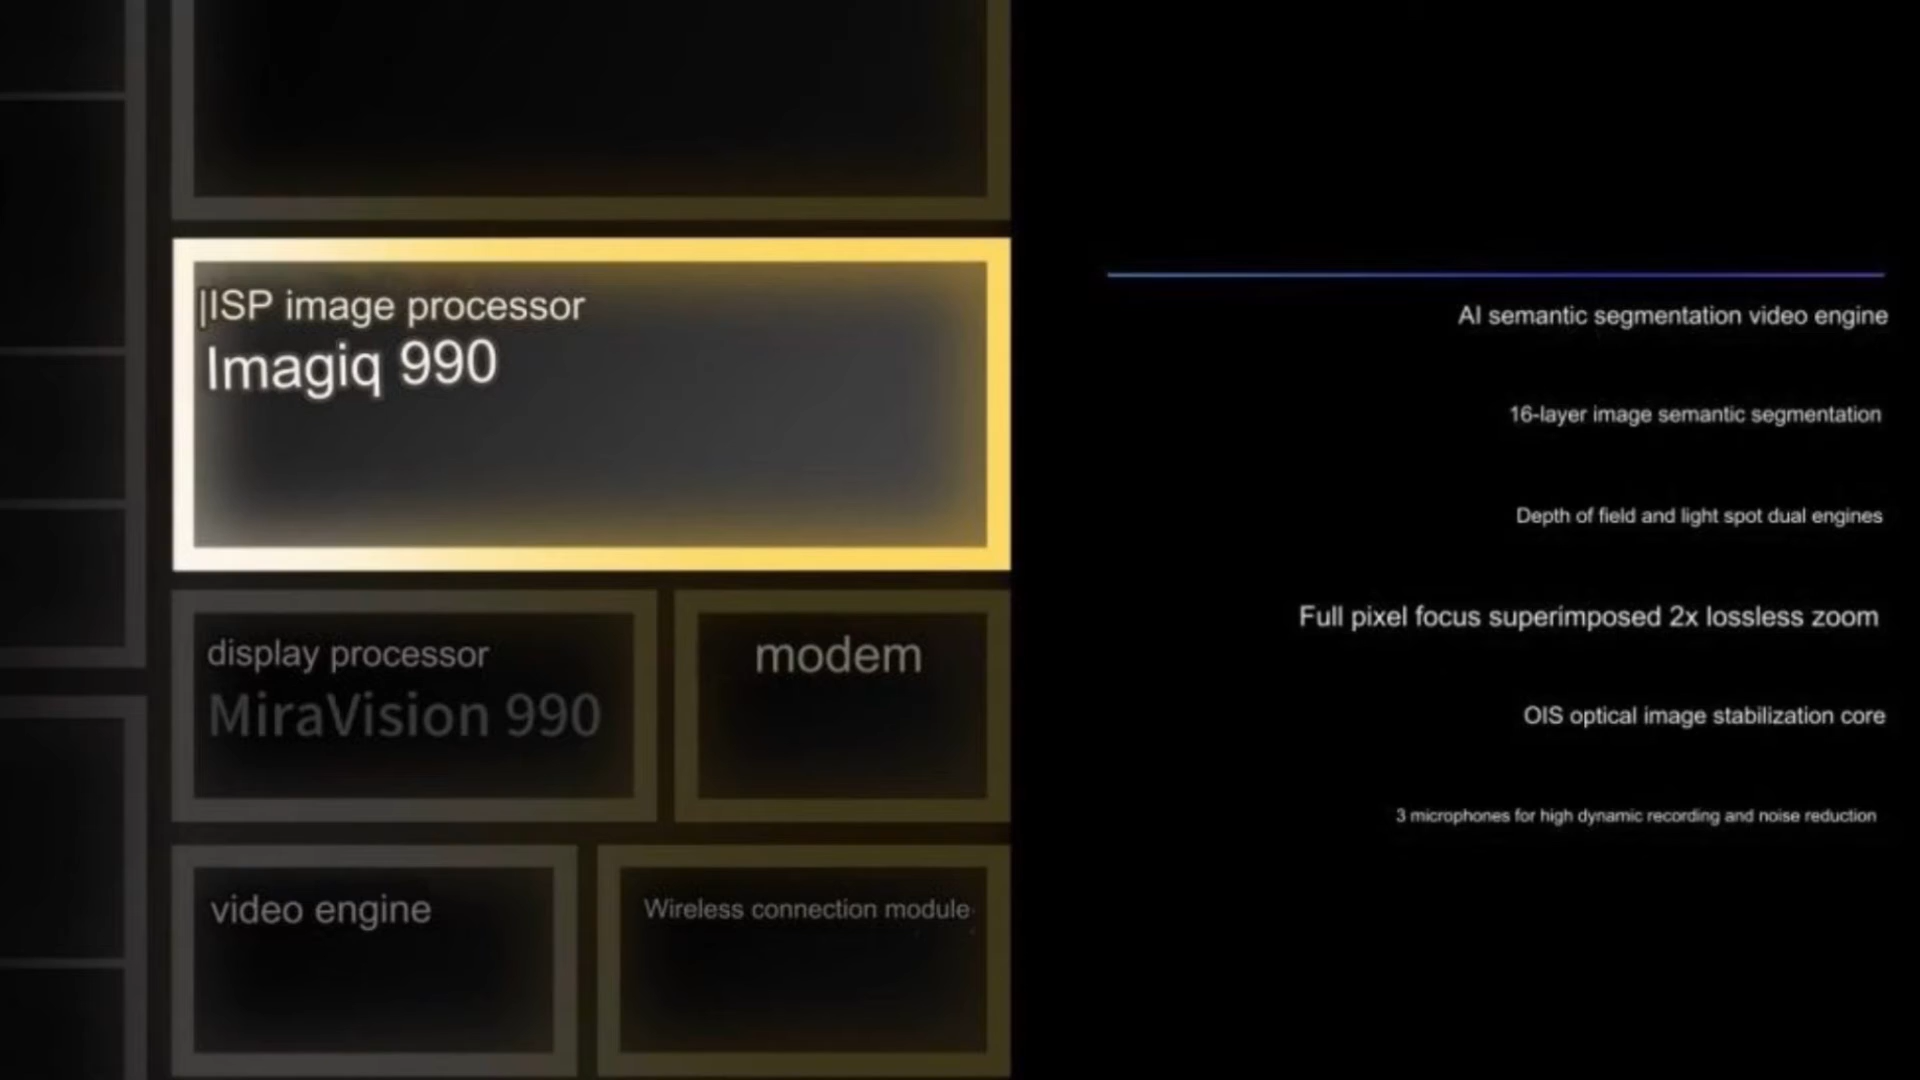 |ISP image processor
Imagiq 990
display processor
MiraVision 990
modem
video engine
Wireless connection module
AI semantic segmentation video engine
16-layer image semantic segmentation
Depth of field and light spot dual engines
Full pixel focus superimposed 2x lossless zoom
OIS optical image stabilization core
3 microphones for high dynamic recording and noise reduction